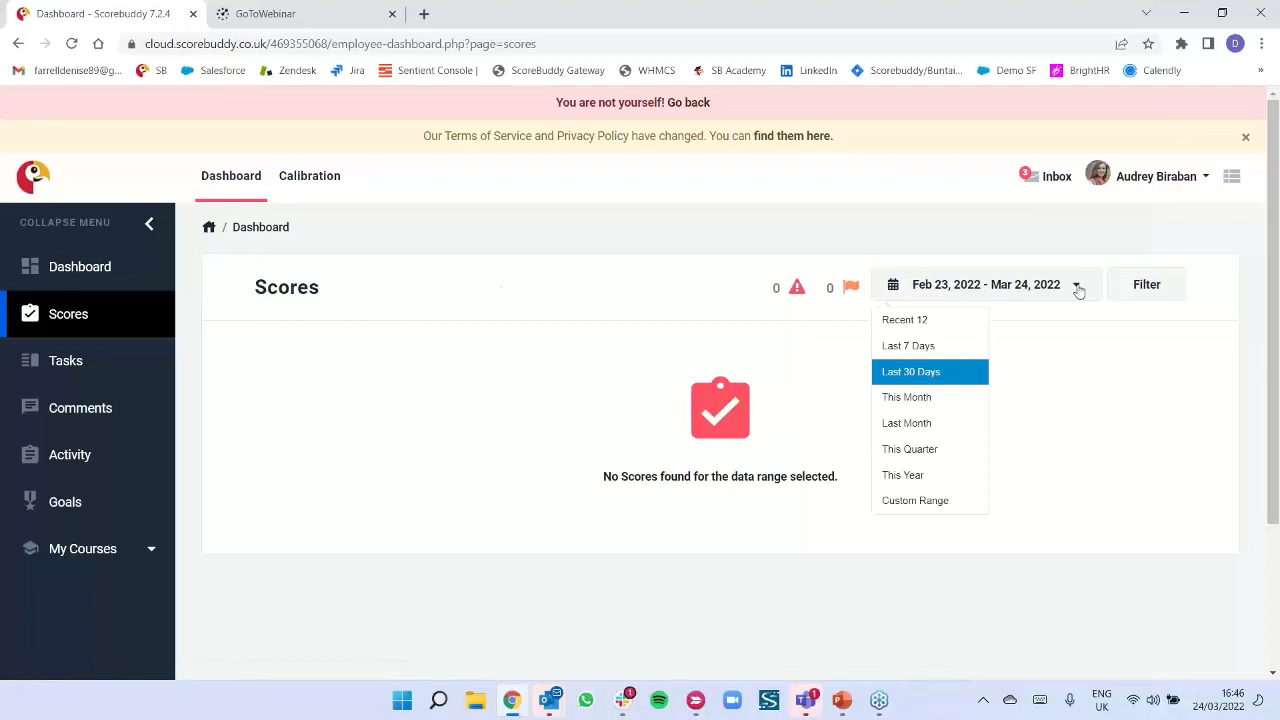 Dashboard - Scorebuddy 7.2.4
GoToWebinar
cloud.scorebuddy.co.uk/469355068/employee-dashboard.php?page=scores
D
farrelldenise89@g...
SB
Salesforce
Zendesk
Jira
Sentient Console |
ScoreBuddy Gateway
WHMCS
SB Academy
LinkedIn
Scorebuddy/Buntai...
Demo SF
BrightHR
Calendly
»
You are not yourself! Go back
Our Terms of Service and Privacy Policy have changed. You can find them here.
×
Dashboard
Calibration
3
Inbox
Audrey Biraban
COLLAPSE MENU
/ Dashboard
Dashboard
Scores
Tasks
Comments
Activity
Goals
My Courses
Scores
0
0
Feb 23, 2022 - Mar 24, 2022
Filter
Recent 12
Last 7 Days
Last 30 Days
This Month
Last Month
This Quarter
This Year
Custom Range
No Scores found for the data range selected.
1
1
ENG
UK
16:46
24/03/2022